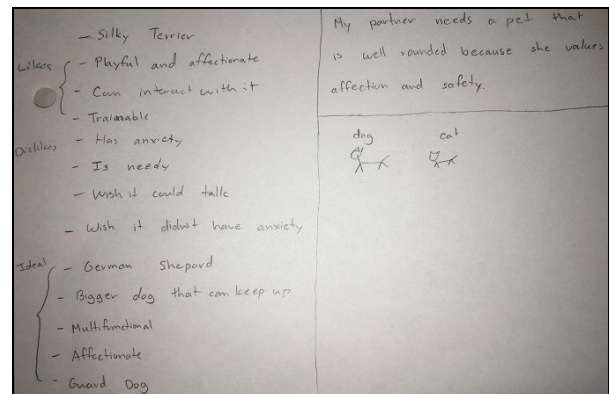 - Silky Terrier
Likes - Playful and affectionate
- Can interact with it
- Trainable
Dislikes - Has anxiety
- Is needy
- Wish it could talk
- Wish it didn't have anxiety
Ideal - German Shepard
- Bigger dog that can keep up
- Multifunctional
- Affectionate
- Guard Dog
My partner needs a pet that
is well rounded because she values
affection and safety.
dog cat